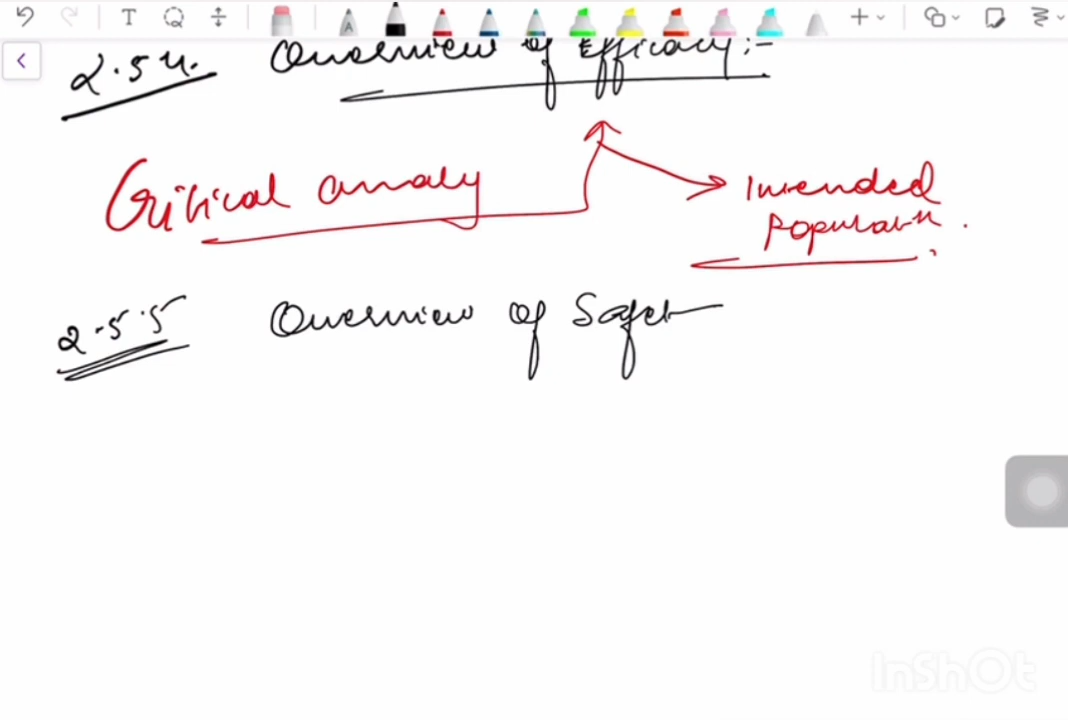 2.5.4. Overview of Efficacy:-
Critical analy
Intended
Populatn.
2.5.5 Overview of Safet
InShOt